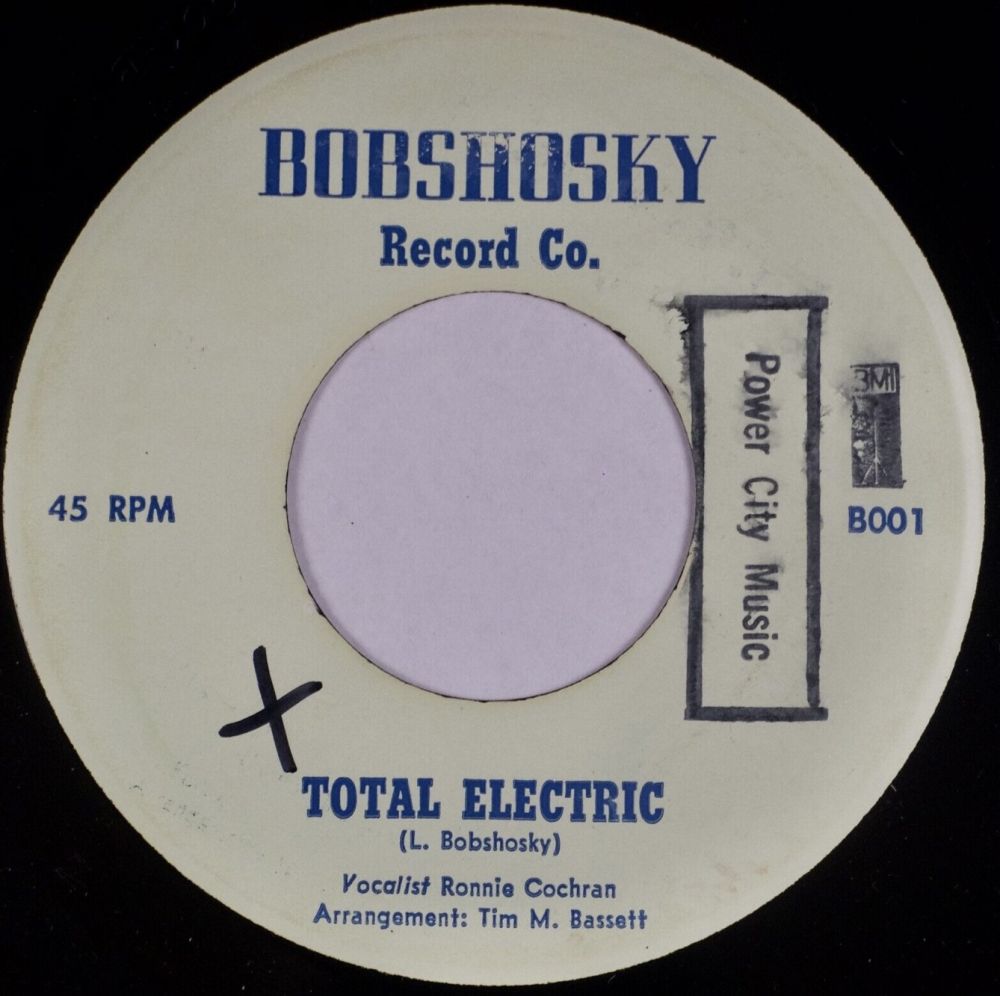 BOBSHOSKY
Record Co.
Power City Music
BMI
45 RPM
B001
X
TOTAL ELECTRIC
(L. Bobshosky)
Vocalist Ronnie Cochran
Arrangement: Tim M. Bassett